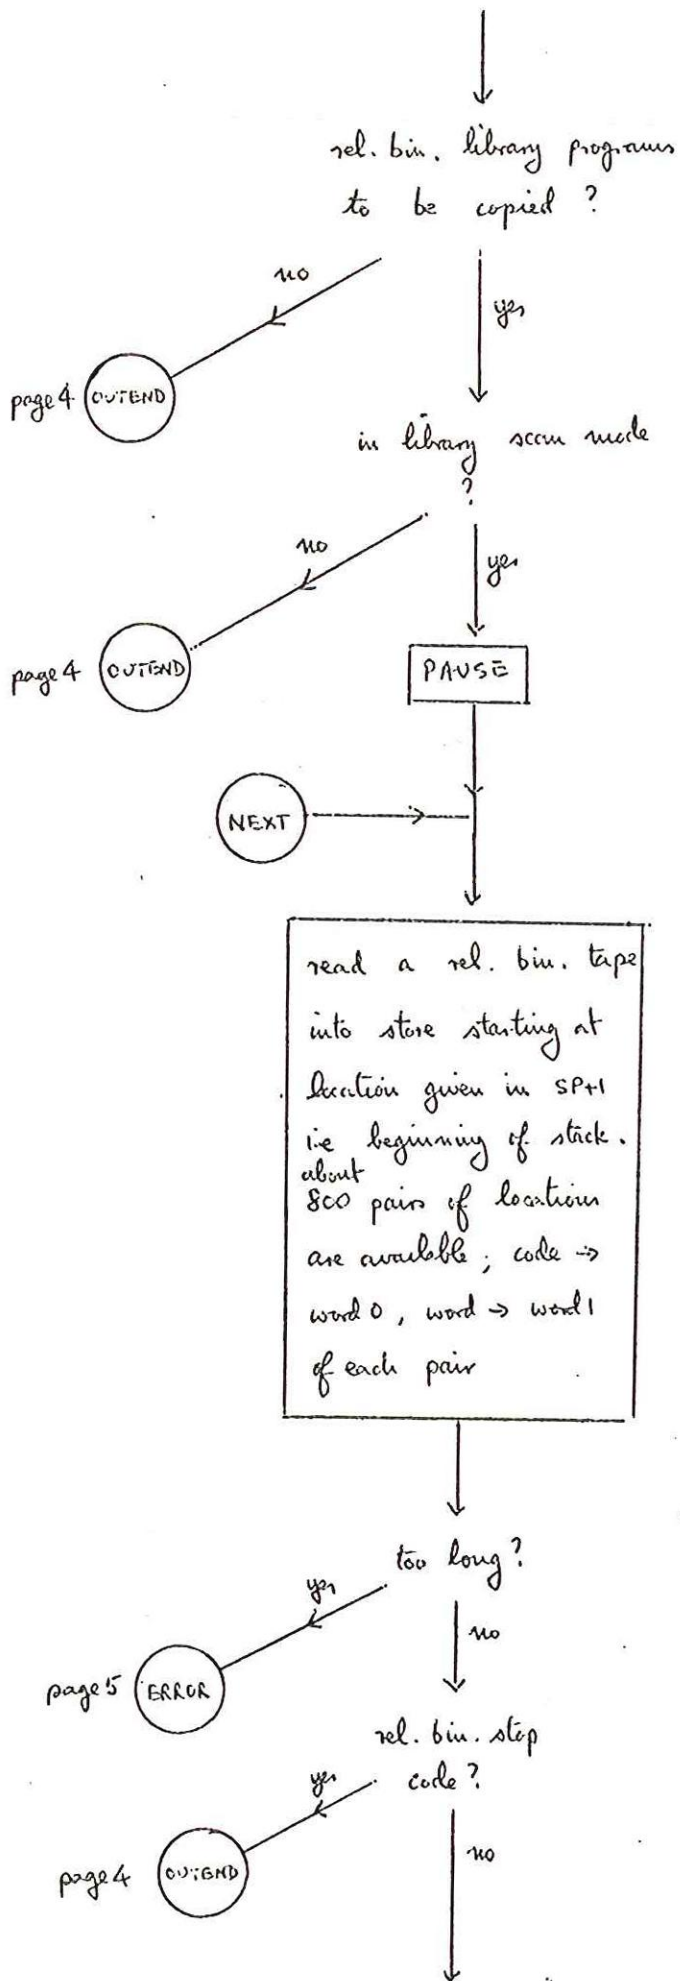 rel. bin. library programs
to be copied ?
no
yes
page 4 OUTEND
in library scan mode
?
no
yes
page 4 OUTEND
PAUSE
NEXT
read a rel. bin. tape
into store starting at
location given in SP+1
i.e beginning of stack.
about
800 pairs of locations
are available ; code →
word 0 , word → word 1
of each pair
too long ?
yes
no
page 5 ERROR
rel. bin. stop
code ?
yes
no
page 4 OUTEND